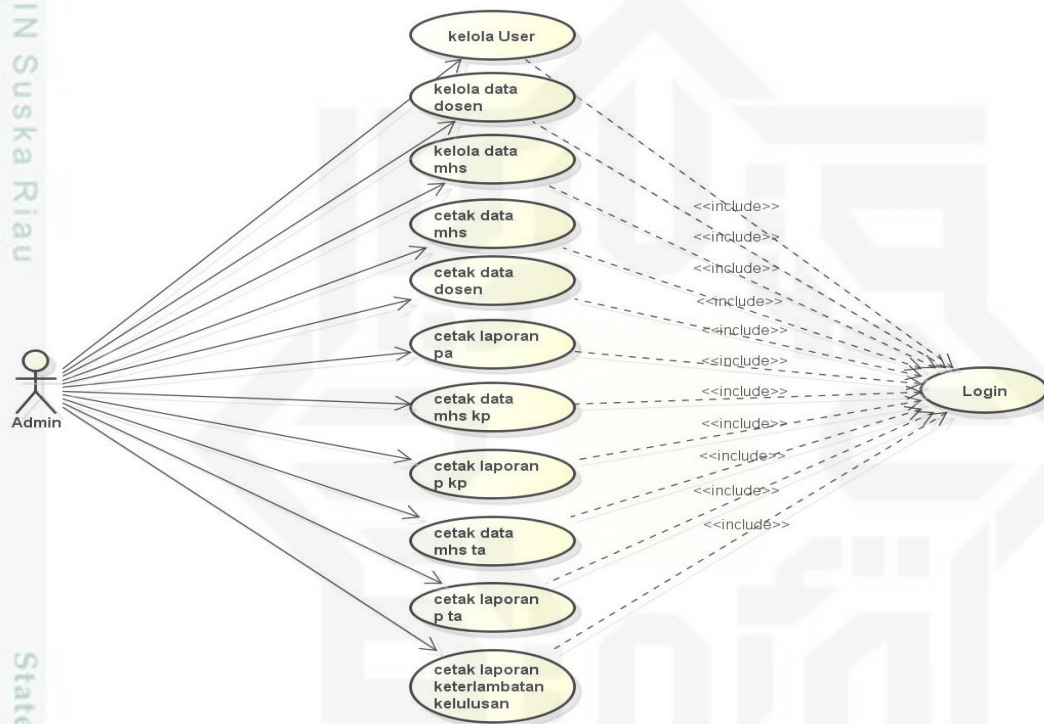 IN Suska Riau
State
kelola User
kelola data
dosen
kelola data
mhs
cetak data
mhs
cetak data
dosen
cetak laporan
pa
cetak data
mhs kp
cetak laporan
p kp
cetak data
mhs ta
cetak laporan
p ta
cetak laporan
keterlambatan
kelulusan
Admin
<<include>>
<<include>>
<<include>>
<<include>>
<<include>>
<<include>>
<<include>>
<<include>>
<<include>>
<<include>>
<<include>>
Login